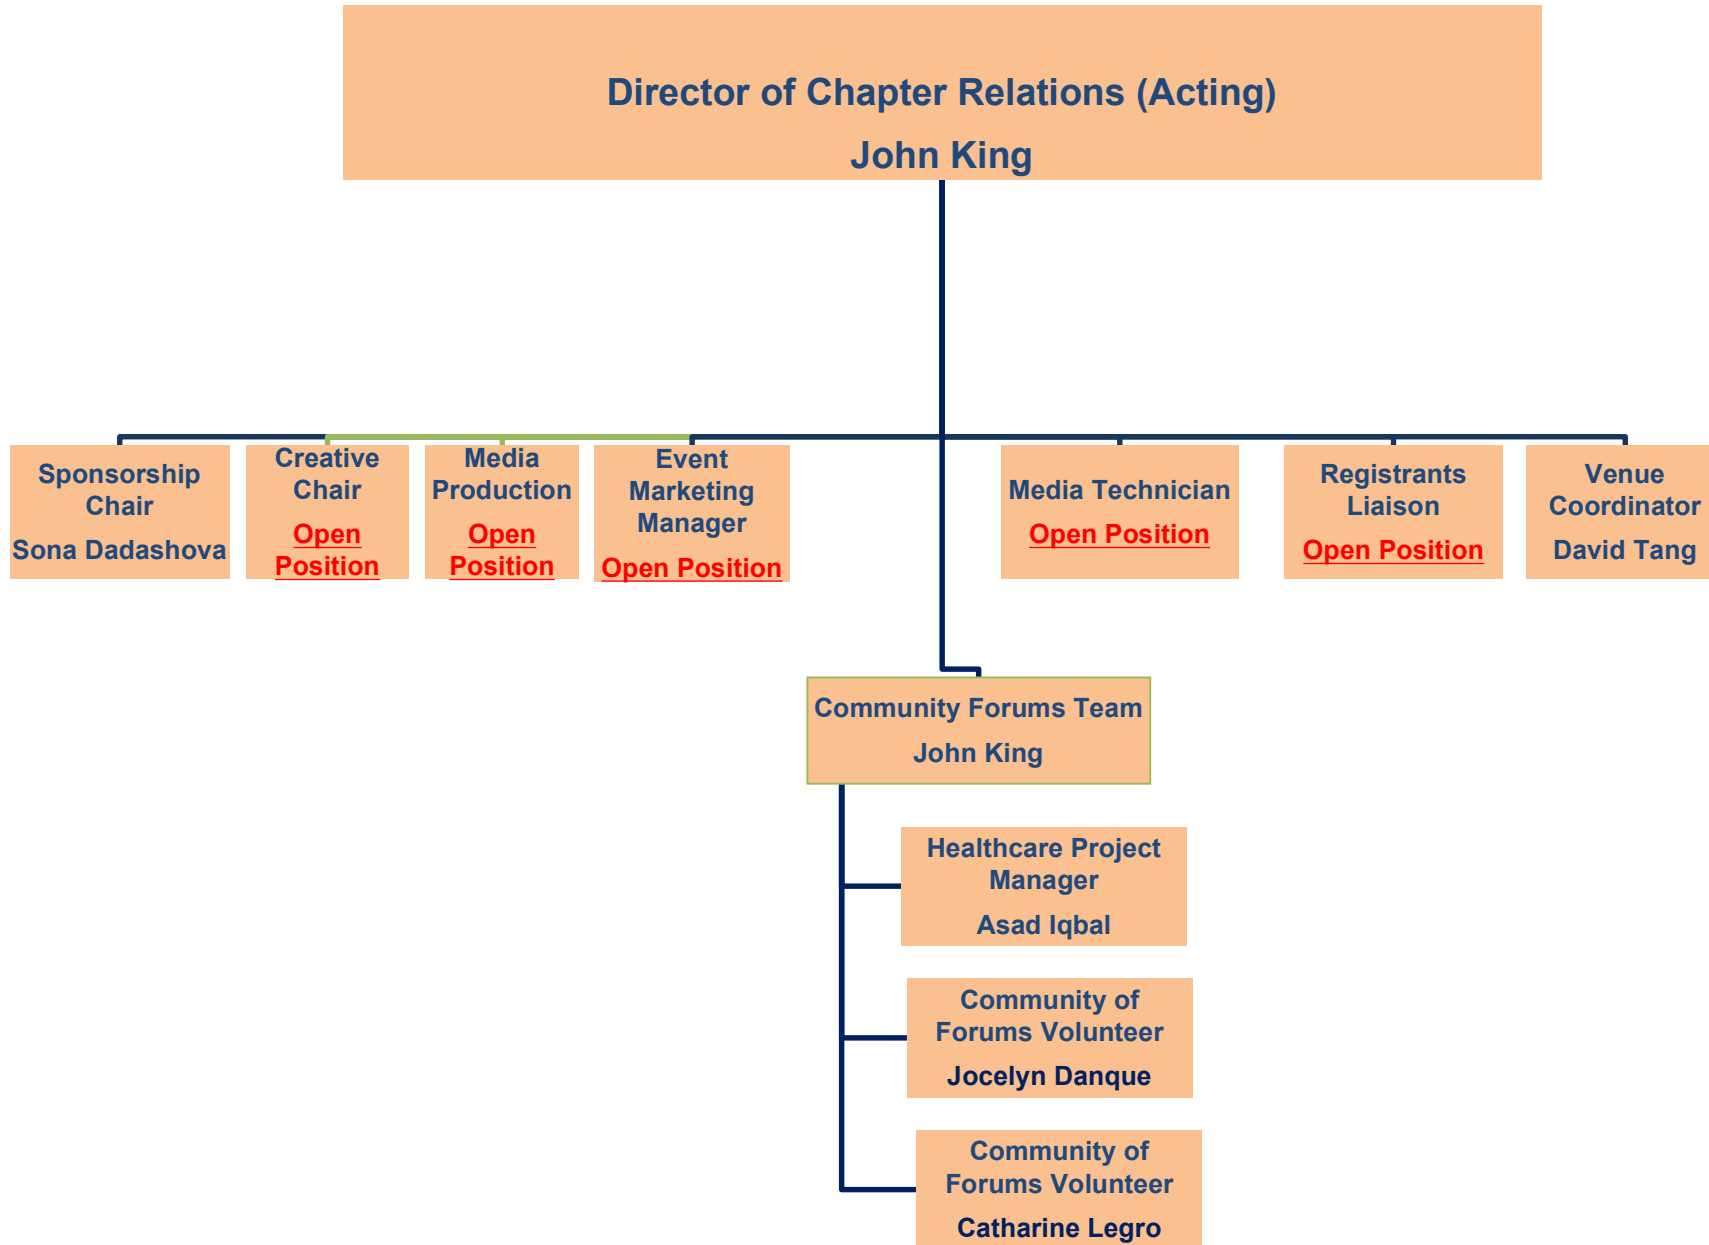 Director of Chapter Relations (Acting)
John King
Sponsorship
Chair
Sona Dadashova
Creative
Chair
Open
Position
Media
Production
Open
Position
Event
Marketing
Manager
Open Position
Media Technician
Open Position
Registrants
Liaison
Open Position
Venue
Coordinator
David Tang
Community Forums Team
John King
Healthcare Project
Manager
Asad Iqbal
Community of
Forums Volunteer
Jocelyn Danque
Community of
Forums Volunteer
Catharine Legro